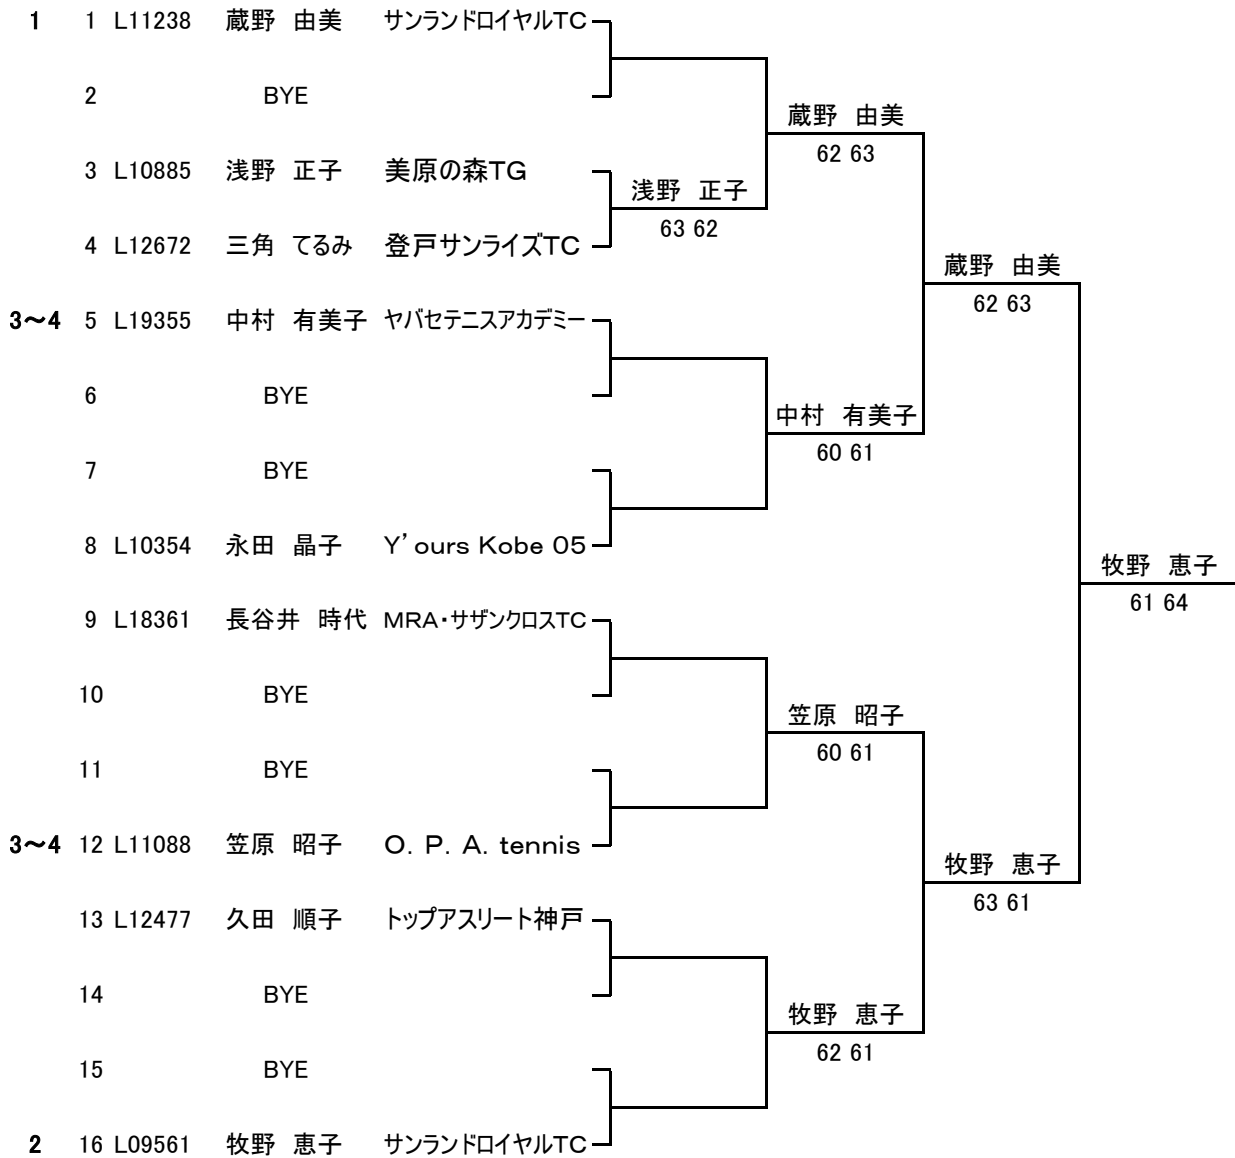 1 1 L11238 蔵野 由美 サンランドロイヤルTC
2 BYE
蔵野 由美
62 63
3 L10885 浅野 正子 美原の森TG
浅野 正子
63 62
4 L12672 三角 てるみ 登戸サンライズTC
蔵野 由美
62 63
3～4 5 L19355 中村 有美子 ヤバセテニスアカデミー
6 BYE
中村 有美子
60 61
7 BYE
8 L10354 永田 晶子 Y'ours Kobe 05
牧野 恵子
61 64
9 L18361 長谷井 時代 MRA・サザンクロスTC
10 BYE
笠原 昭子
60 61
11 BYE
3～4 12 L11088 笠原 昭子 O. P. A. tennis
牧野 恵子
63 61
13 L12477 久田 順子 トップアスリート神戸
14 BYE
牧野 恵子
62 61
15 BYE
2 16 L09561 牧野 恵子 サンランドロイヤルTC